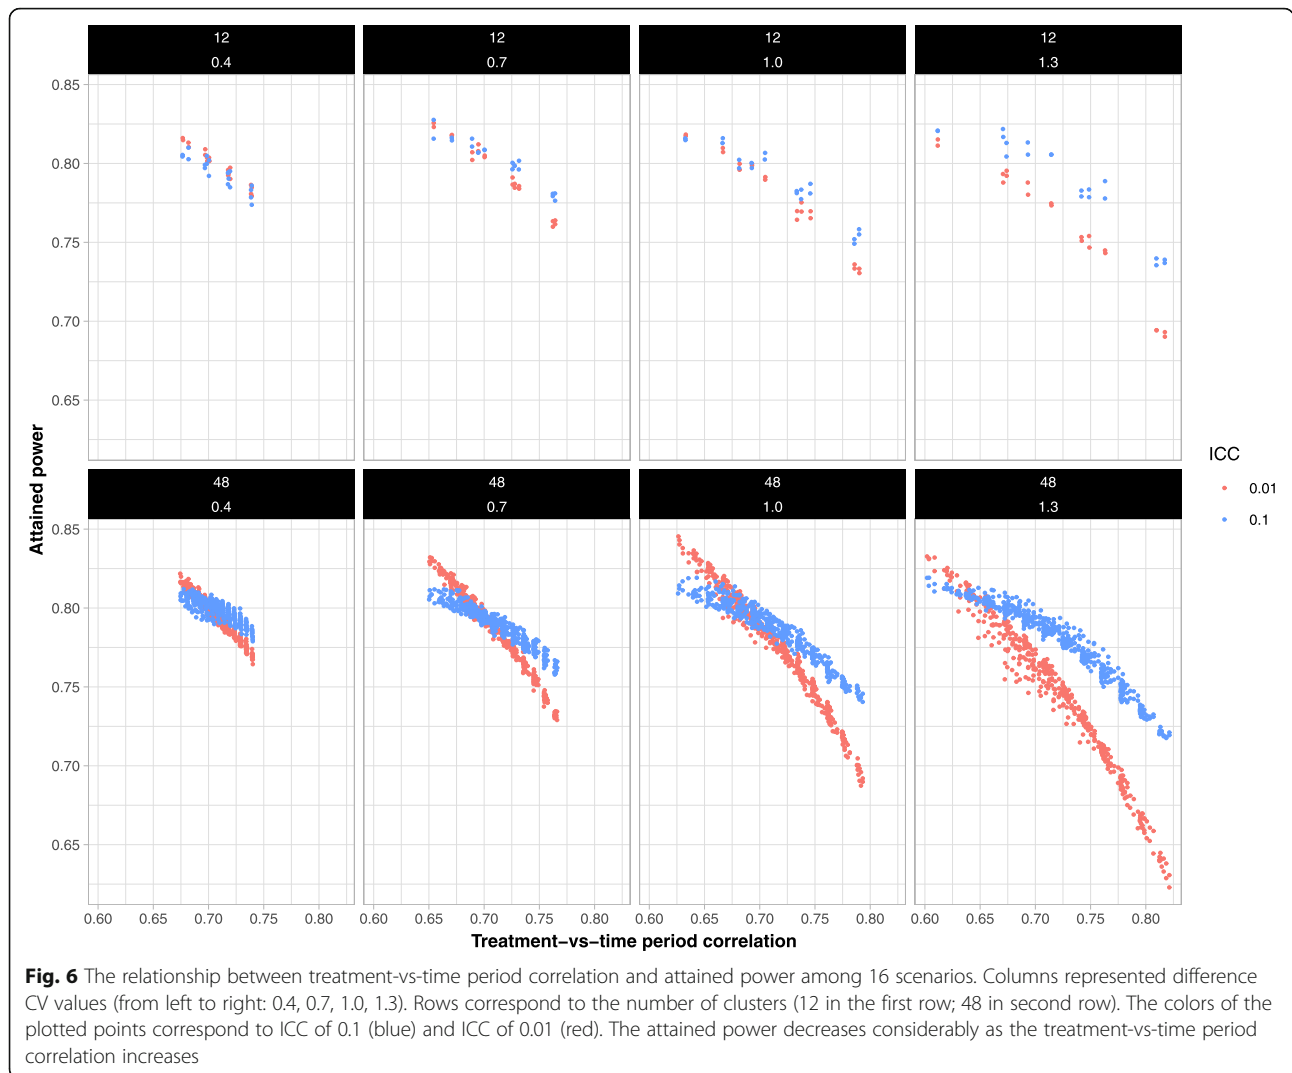 12 12 12 12
0.4 0.7 1.0 1.3
0.85
0.80
0.75
0.70
0.65
Attained power
48 48 48 48
0.4 0.7 1.0 1.3
0.85
0.80
0.75
0.70
0.65
0.60 0.65 0.70 0.75 0.80 0.60 0.65 0.70 0.75 0.80 0.60 0.65 0.70 0.75 0.80 0.60 0.65 0.70 0.75 0.80
Treatment−vs−time period correlation
ICC
0.01
0.1
Fig. 6 The relationship between treatment-vs-time period correlation and attained power among 16 scenarios. Columns represented difference
CV values (from left to right: 0.4, 0.7, 1.0, 1.3). Rows correspond to the number of clusters (12 in the first row; 48 in second row). The colors of the
plotted points correspond to ICC of 0.1 (blue) and ICC of 0.01 (red). The attained power decreases considerably as the treatment-vs-time period
correlation increases